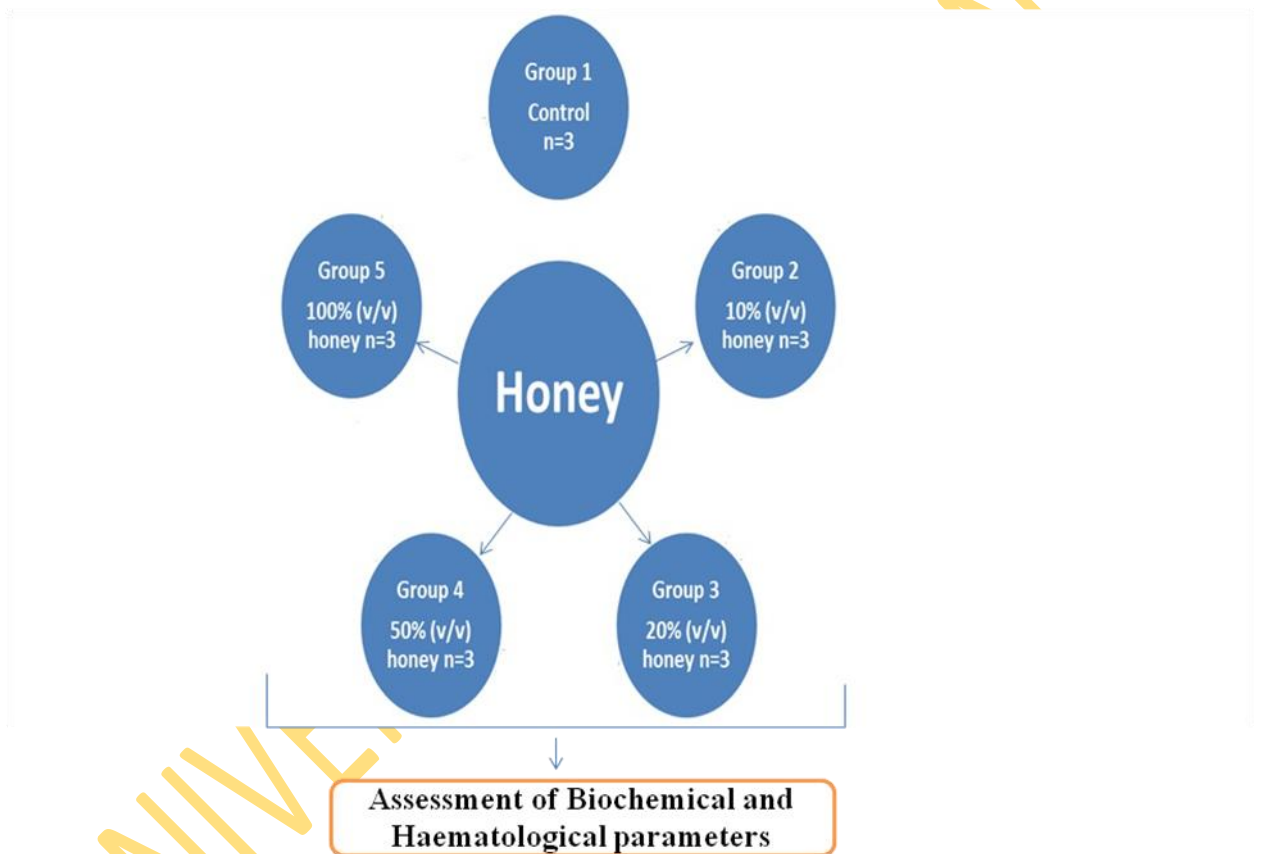 Group 1
Control
n=3
Group 5
100% (v/v)
honey n=3
Group 2
10% (v/v)
honey n=3
Honey
Group 4
50% (v/v)
honey n=3
Group 3
20% (v/v)
honey n=3
Assessment of Biochemical and
Haematological parameters